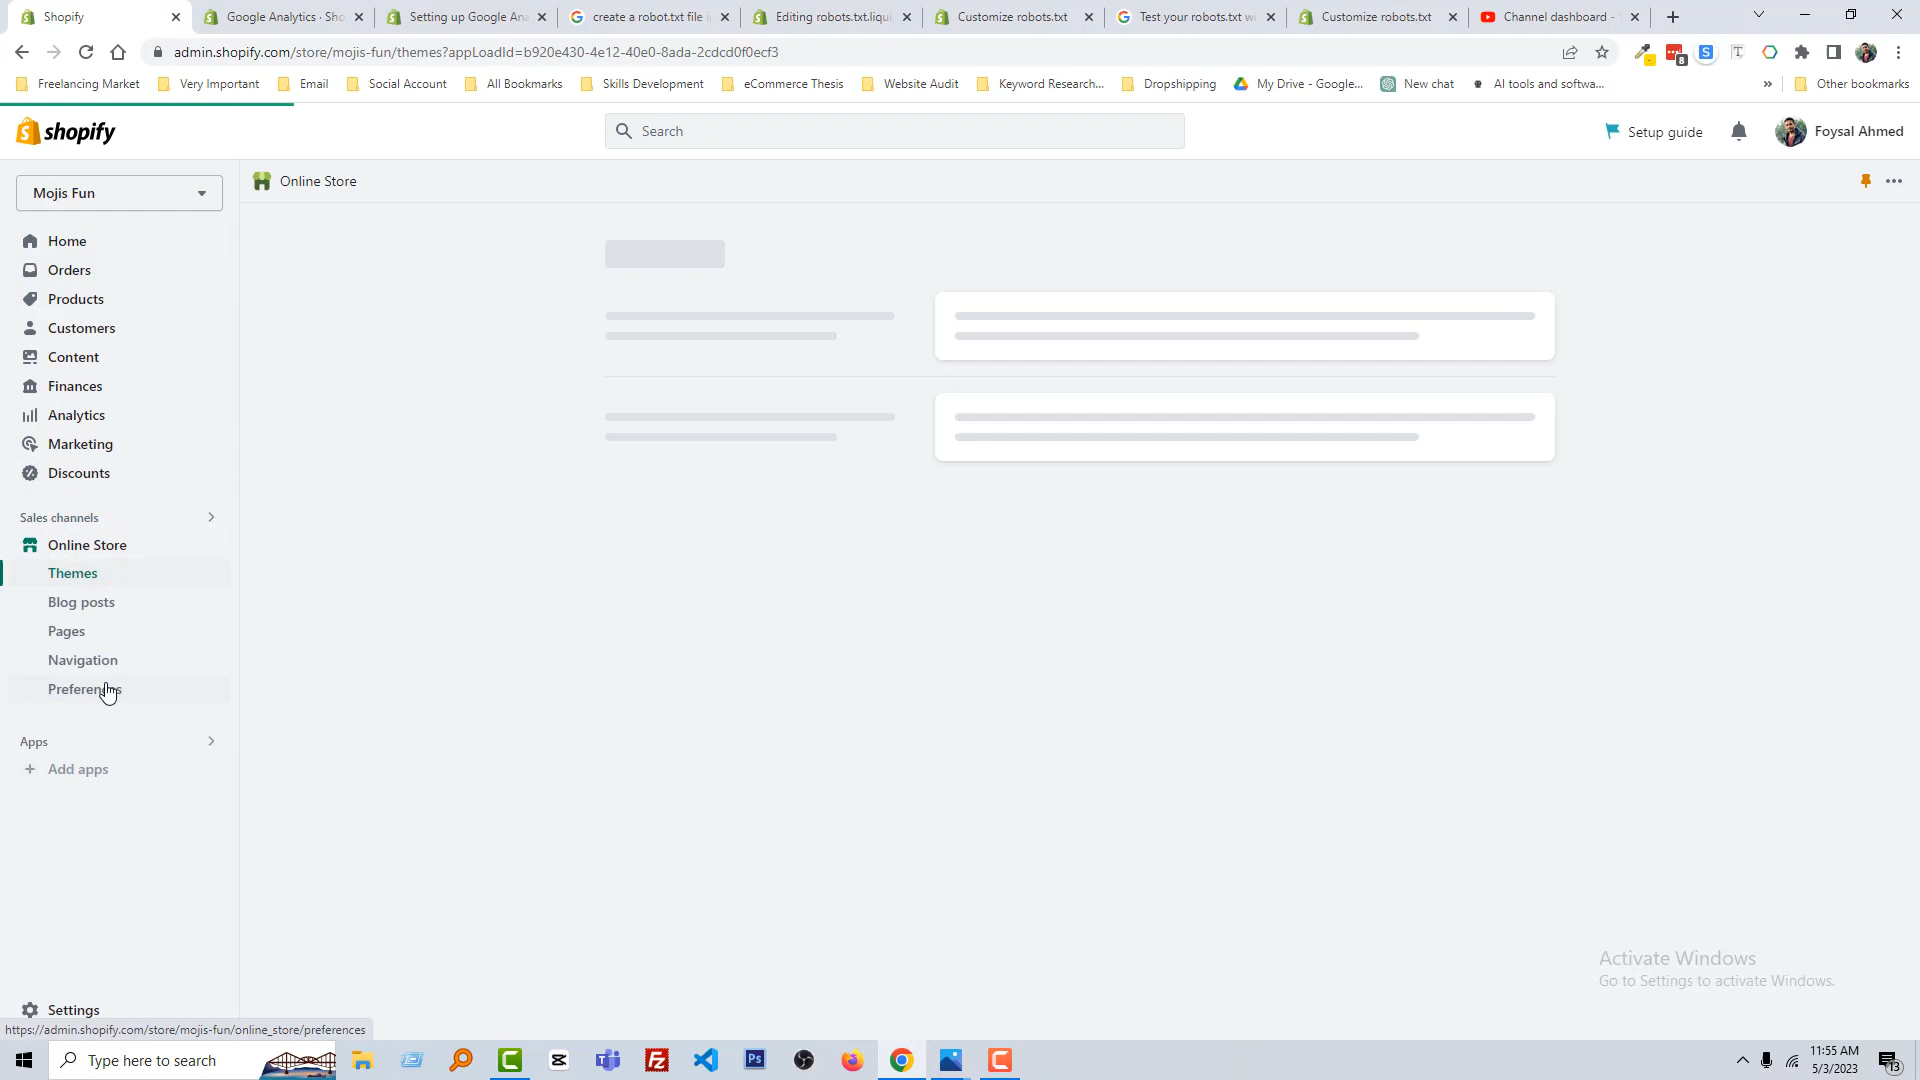 Shopify
Google Analytics · Sho
Setting up Google Ana
create a robot.txt file i
Editing robots.txt.liqui
Customize robots.txt
Test your robots.txt wi
Customize robots.txt
Channel dashboard -
admin.shopify.com/store/mojis-fun/themes?appLoadId=b920e430-4e12-40e0-8ada-2cdcd0f0ecf3
8
Freelancing Market
Very Important
Email
Social Account
All Bookmarks
Skills Development
eCommerce Thesis
Website Audit
Keyword Research...
Dropshipping
My Drive - Google...
New chat
AI tools and softwa...
»
Other bookmarks
shopify
Search
Setup guide
Foysal Ahmed
Mojis Fun
Online Store
Home
Orders
Products
Customers
Content
Finances
Analytics
Marketing
Discounts
Sales channels
Online Store
Themes
Blog posts
Pages
Navigation
Preferences
Apps
Add apps
Activate Windows
Go to Settings to activate Windows.
Settings
https://admin.shopify.com/store/mojis-fun/online_store/preferences
Type here to search
11:55 AM
5/3/2023
13